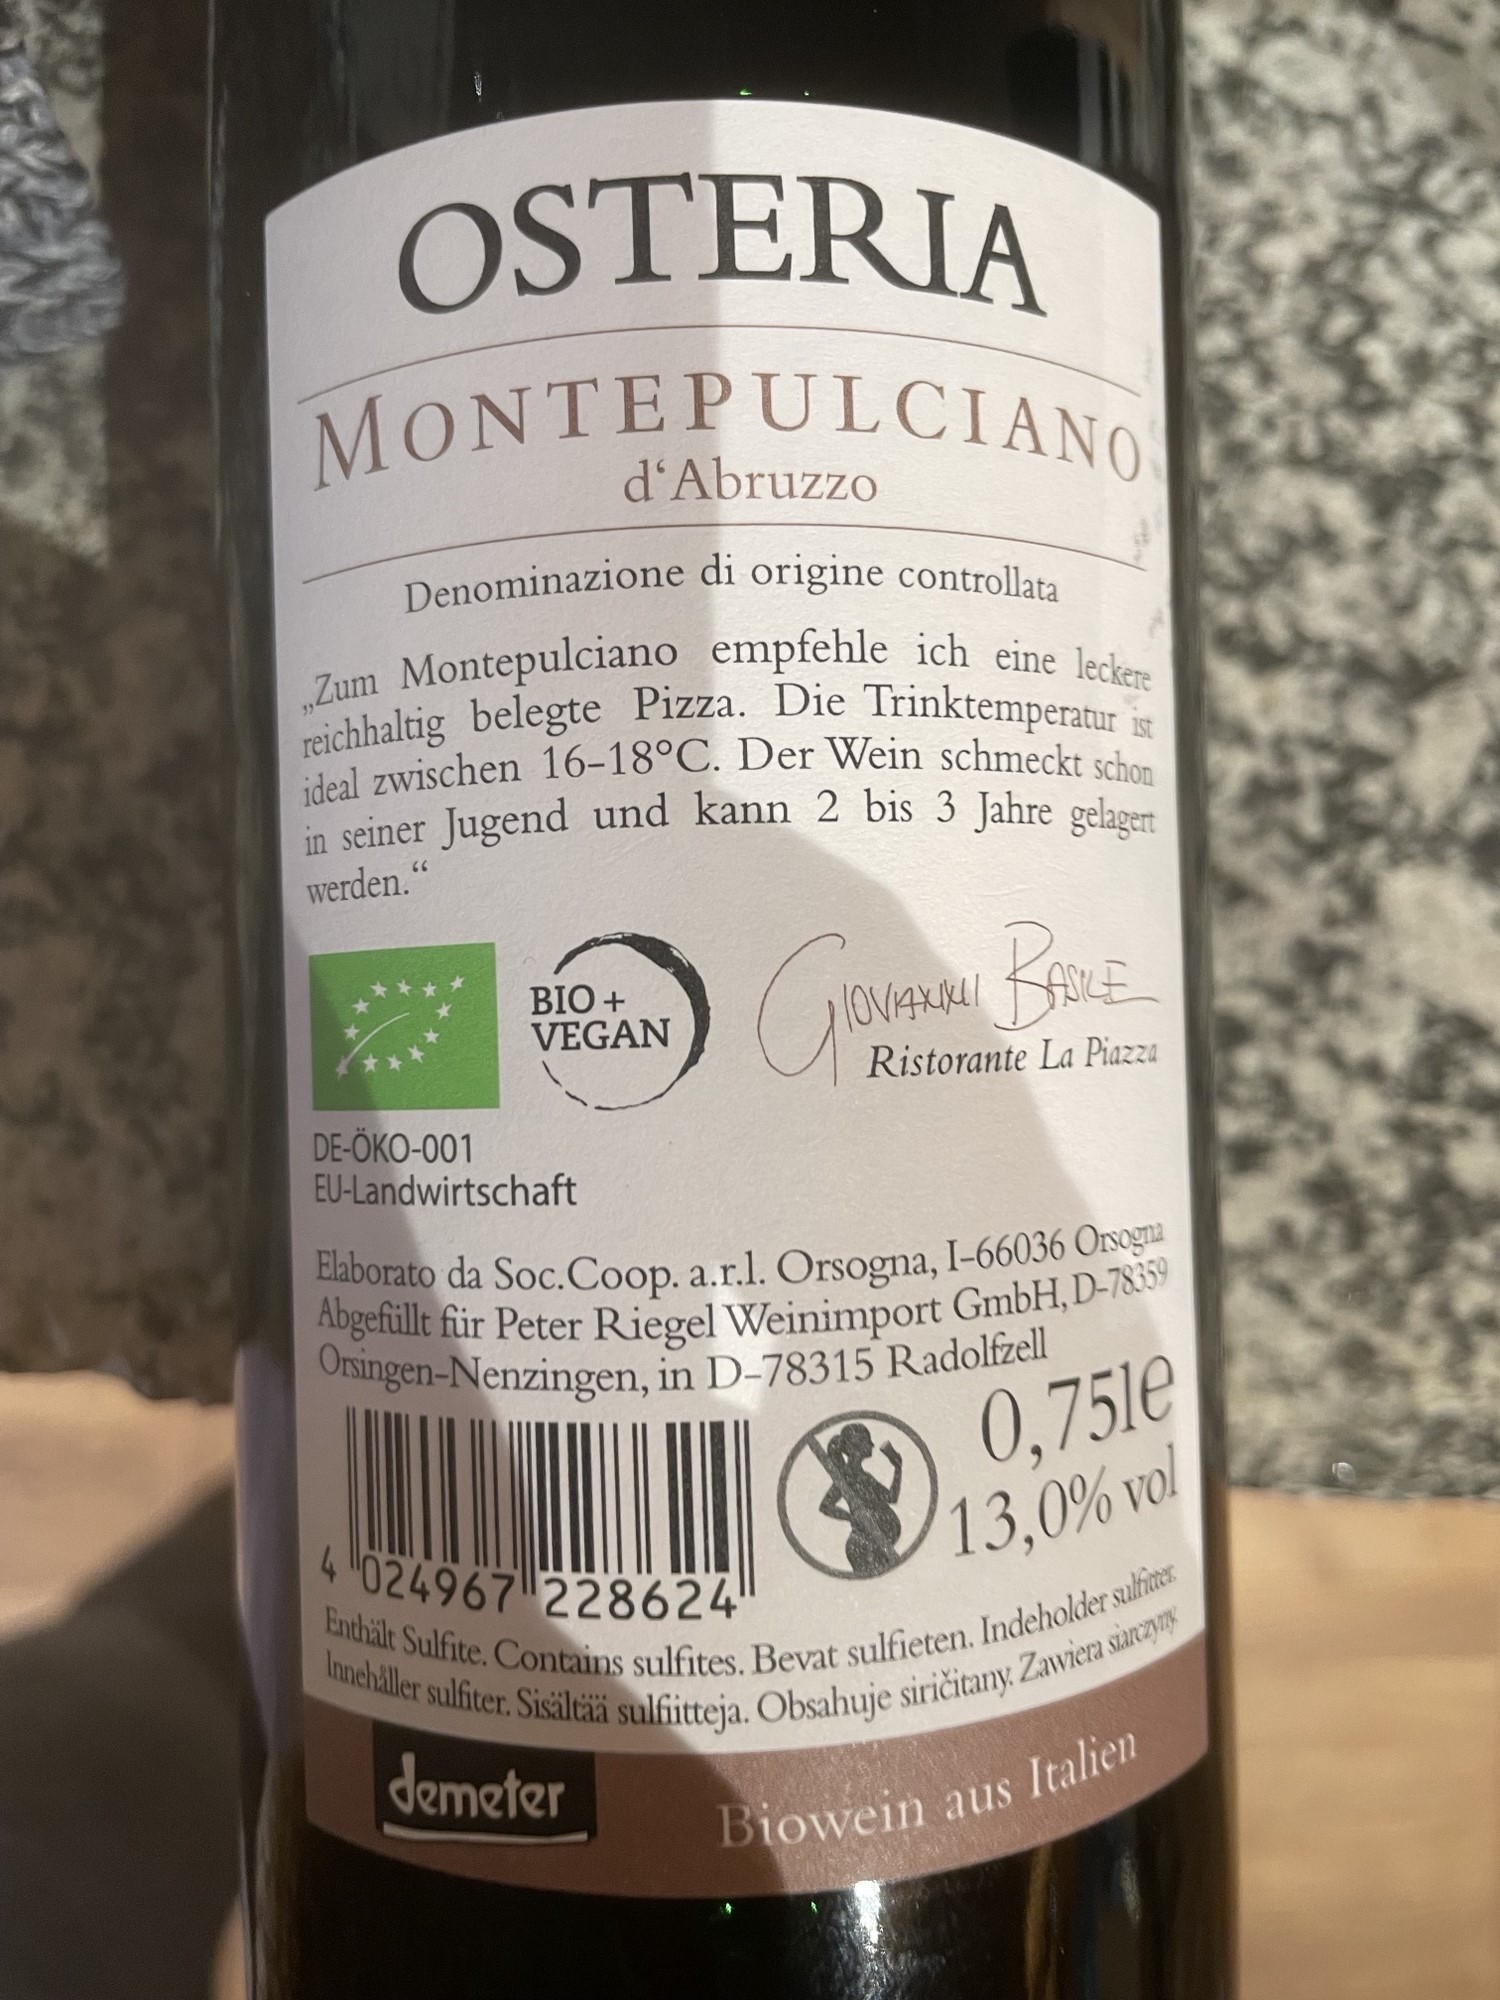 OSTERIA
MONTEPULCIANO
d‘Abruzzo
Denominazione di origine controllata
„Zum Montepulciano empfehle ich eine leckere
reichhaltig belegte Pizza. Die Trinktemperatur ist
ideal zwischen 16–18°C. Der Wein schmeckt schon
in seiner Jugend und kann 2 bis 3 Jahre gelagert
werden.“
BIO +
VEGAN
GIOVANNI BASILE
Ristorante La Piazza
DE-ÖKO-001
EU-Landwirtschaft
Elaborato da Soc.Coop. a.r.l. Orsogna, I-66036 Orsogna
Abgefüllt für Peter Riegel Weinimport GmbH, D-78359
Orsingen-Nenzingen, in D-78315 Radolfzell
0,75le
13,0% vol
4 024967 228624
Enthält Sulfite. Contains sulfites. Bevat sulfieten. Indeholder sulfitter.
Innehåller sulfiter. Sisältää sulfiitteja. Obsahuje siričitany. Zawiera siarczyny.
demeter
Biowein aus Italien